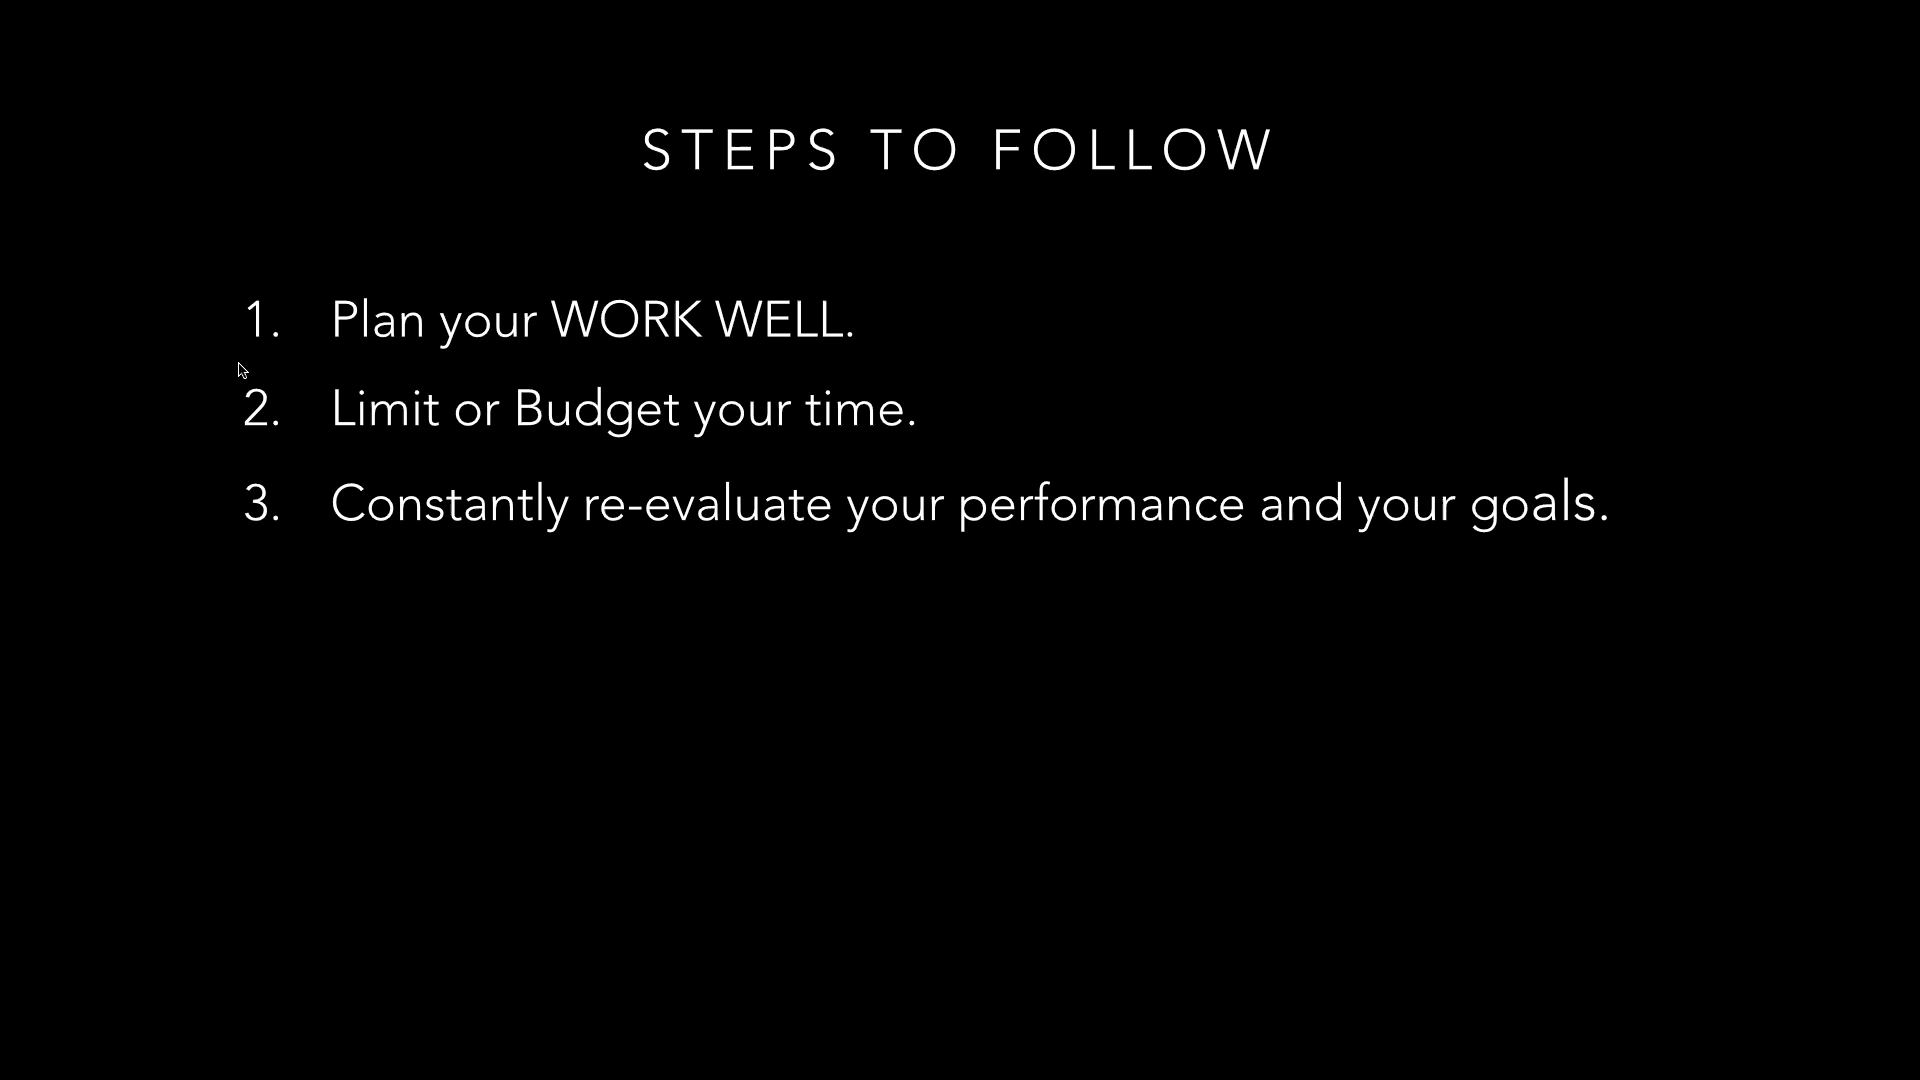 STEPS TO FOLLOW
1. Plan your WORK WELL.
2. Limit or Budget your time.
3. Constantly re-evaluate your performance and your goals.